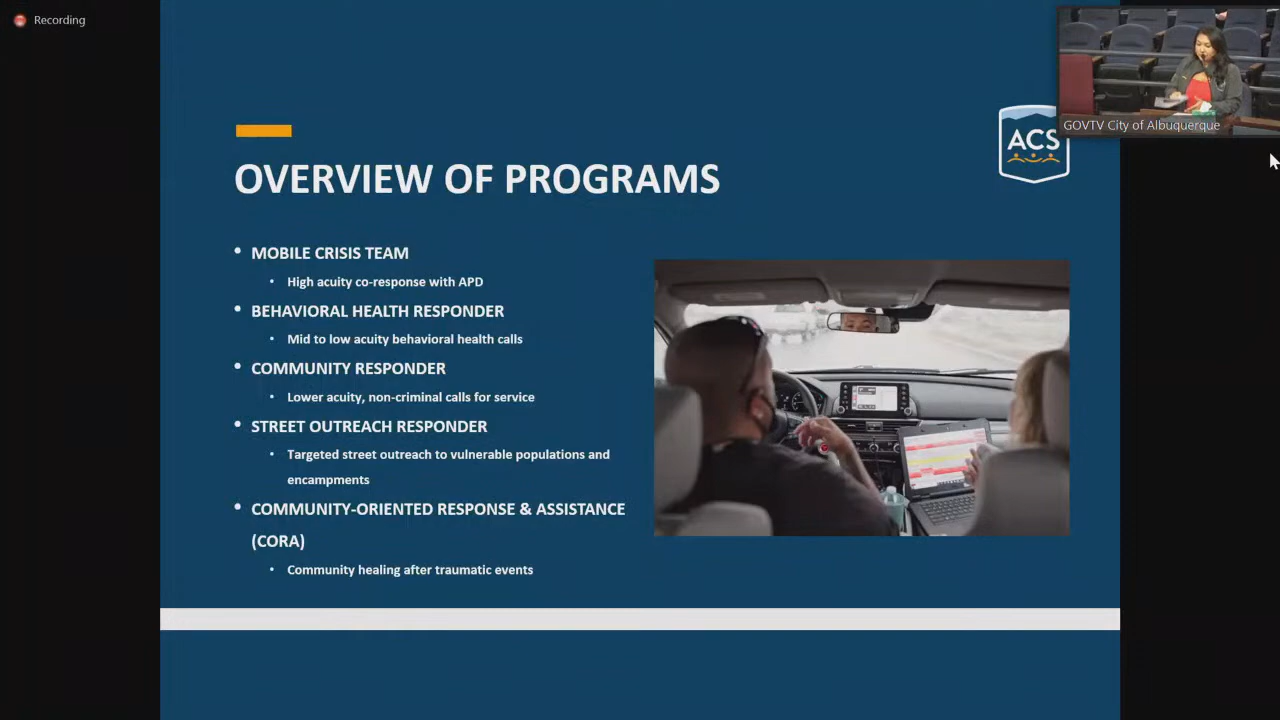 Recording
GOVTV City of Albuquerque
ACS
OVERVIEW OF PROGRAMS
• MOBILE CRISIS TEAM
• High acuity co-response with APD
• BEHAVIORAL HEALTH RESPONDER
• Mid to low acuity behavioral health calls
• COMMUNITY RESPONDER
• Lower acuity, non-criminal calls for service
• STREET OUTREACH RESPONDER
• Targeted street outreach to vulnerable populations and
encampments
• COMMUNITY-ORIENTED RESPONSE & ASSISTANCE
(CORA)
• Community healing after traumatic events